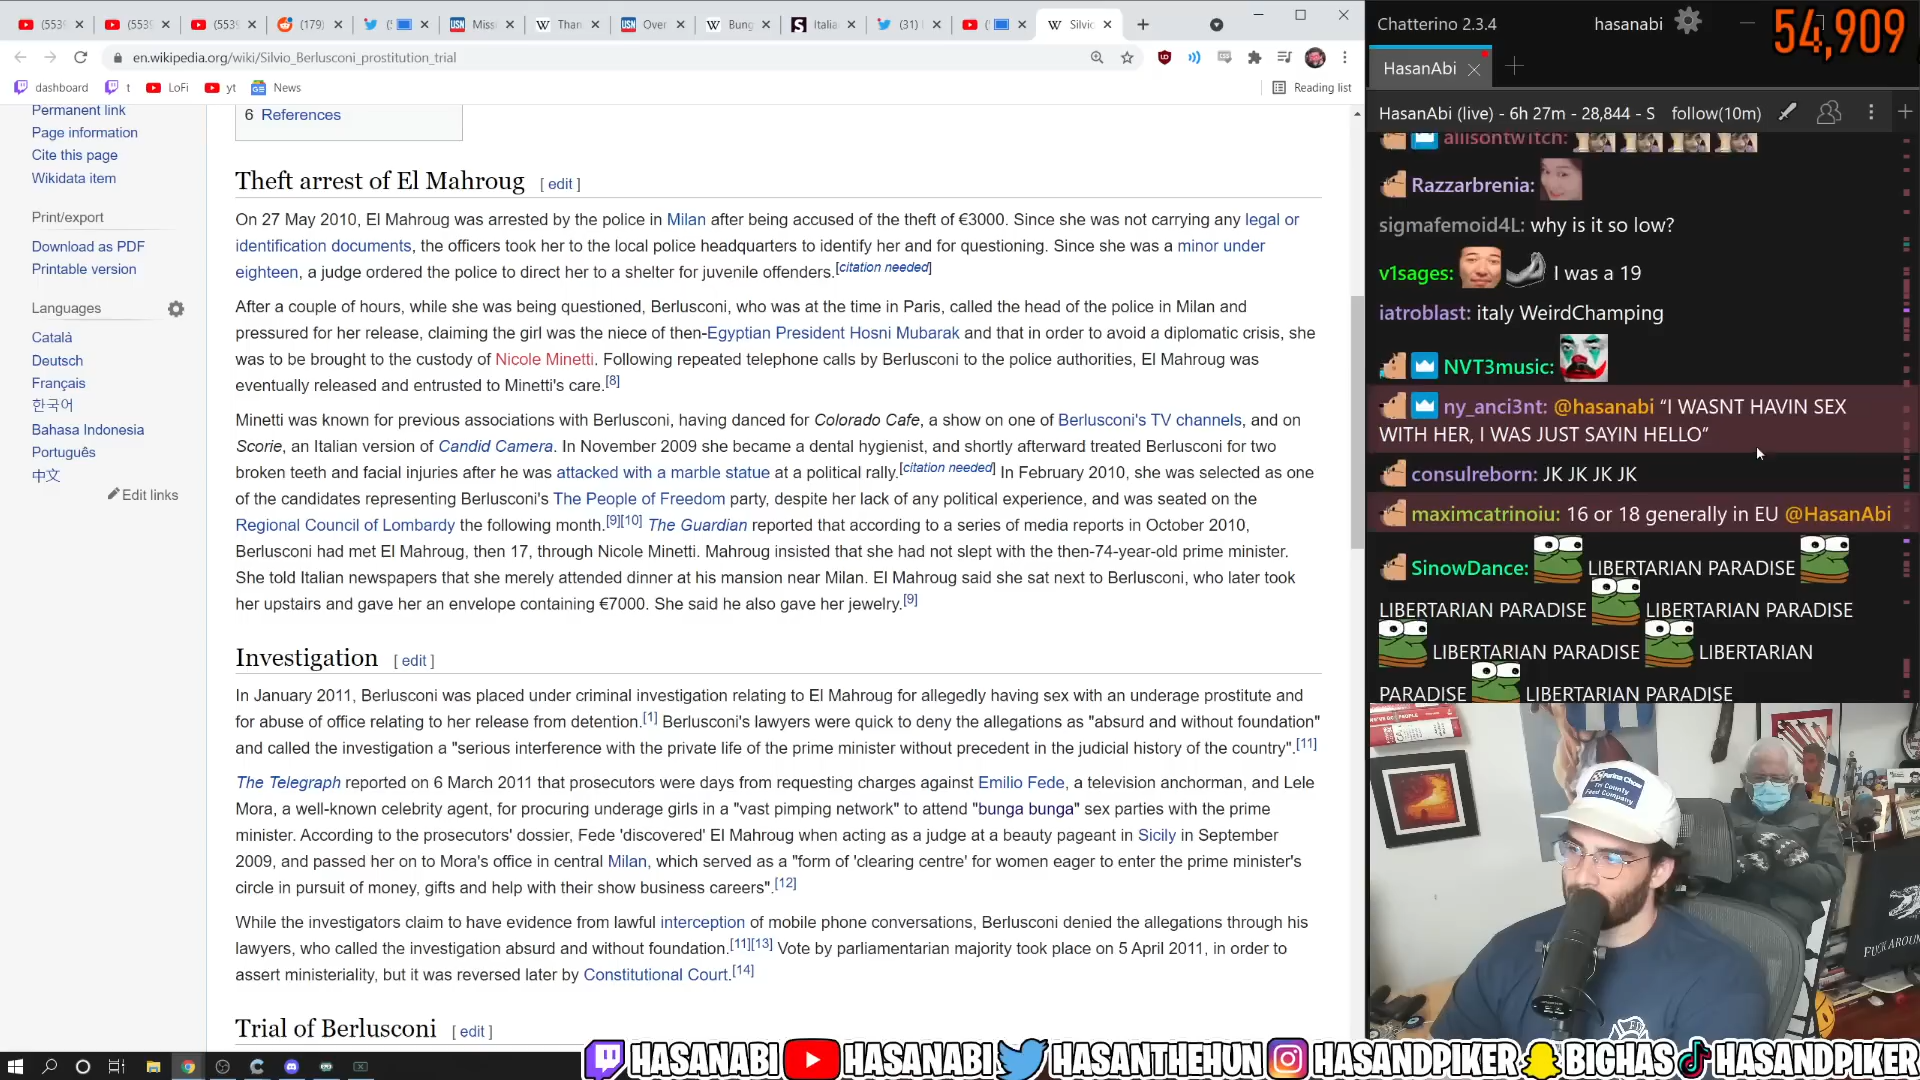 (553
(553
(553
(179)
Miss
Than
Over
Bung
Italia
(31)
Silvic
en.wikipedia.org/wiki/Silvio_Berlusconi_prostitution_trial
dashboard
t
LoFi
yt
News
Reading list
Permanent link
Page information
Cite this page
Wikidata item
Print/export
Download as PDF
Printable version
Languages
Català
Deutsch
Français
한국어
Bahasa Indonesia
Português
中文
Edit links
6 References
Theft arrest of El Mahroug [ edit ]
On 27 May 2010, El Mahroug was arrested by the police in Milan after being accused of the theft of €3000. Since she was not carrying any legal or
identification documents, the officers took her to the local police headquarters to identify her and for questioning. Since she was a minor under
eighteen, a judge ordered the police to direct her to a shelter for juvenile offenders.[citation needed]
After a couple of hours, while she was being questioned, Berlusconi, who was at the time in Paris, called the head of the police in Milan and
pressured for her release, claiming the girl was the niece of then-Egyptian President Hosni Mubarak and that in order to avoid a diplomatic crisis, she
was to be brought to the custody of Nicole Minetti. Following repeated telephone calls by Berlusconi to the police authorities, El Mahroug was
eventually released and entrusted to Minetti's care.[8]
Minetti was known for previous associations with Berlusconi, having danced for Colorado Cafe, a show on one of Berlusconi's TV channels, and on
Scorie, an Italian version of Candid Camera. In November 2009 she became a dental hygienist, and shortly afterward treated Berlusconi for two
broken teeth and facial injuries after he was attacked with a marble statue at a political rally.[citation needed] In February 2010, she was selected as one
of the candidates representing Berlusconi's The People of Freedom party, despite her lack of any political experience, and was seated on the
Regional Council of Lombardy the following month.[9][10] The Guardian reported that according to a series of media reports in October 2010,
Berlusconi had met El Mahroug, then 17, through Nicole Minetti. Mahroug insisted that she had not slept with the then-74-year-old prime minister.
She told Italian newspapers that she merely attended dinner at his mansion near Milan. El Mahroug said she sat next to Berlusconi, who later took
her upstairs and gave her an envelope containing €7000. She said he also gave her jewelry.[9]
Investigation [ edit ]
In January 2011, Berlusconi was placed under criminal investigation relating to El Mahroug for allegedly having sex with an underage prostitute and
for abuse of office relating to her release from detention.[1] Berlusconi's lawyers were quick to deny the allegations as "absurd and without foundation"
and called the investigation a "serious interference with the private life of the prime minister without precedent in the judicial history of the country".[11]
The Telegraph reported on 6 March 2011 that prosecutors were days from requesting charges against Emilio Fede, a television anchorman, and Lele
Mora, a well-known celebrity agent, for procuring underage girls in a "vast pimping network" to attend "bunga bunga" sex parties with the prime
minister. According to the prosecutors' dossier, Fede 'discovered' El Mahroug when acting as a judge at a beauty pageant in Sicily in September
2009, and passed her on to Mora's office in central Milan, which served as a "form of 'clearing centre' for women eager to enter the prime minister's
circle in pursuit of money, gifts and help with their show business careers".[12]
While the investigators claim to have evidence from lawful interception of mobile phone conversations, Berlusconi denied the allegations through his
lawyers, who called the investigation absurd and without foundation.[11][13] Vote by parliamentarian majority took place on 5 April 2011, in order to
assert ministeriality, but it was reversed later by Constitutional Court.[14]
Trial of Berlusconi [ edit ]
Chatterino 2.3.4
hasanabi
54,909
HasanAbi
HasanAbi (live) - 6h 27m - 28,844 - S follow(10m)
allisontw1tch:
Razzarbrenia:
sigmafemoid4L: why is it so low?
v1sages: I was a 19
iatroblast: italy WeirdChamping
NVT3music:
ny_anci3nt: @hasanabi “I WASNT HAVIN SEX
WITH HER, I WAS JUST SAYIN HELLO”
consulreborn: JK JK JK JK
maximcatrinoiu: 16 or 18 generally in EU @HasanAbi
SinowDance: LIBERTARIAN PARADISE
LIBERTARIAN PARADISE LIBERTARIAN PARADISE
LIBERTARIAN PARADISE LIBERTARIAN
PARADISE LIBERTARIAN PARADISE
Purina Chows
Tri County
Feed Company
HASANABI HASANABI HASANTHEHUN HASANDPIKER BIGHAS HASANDPIKER